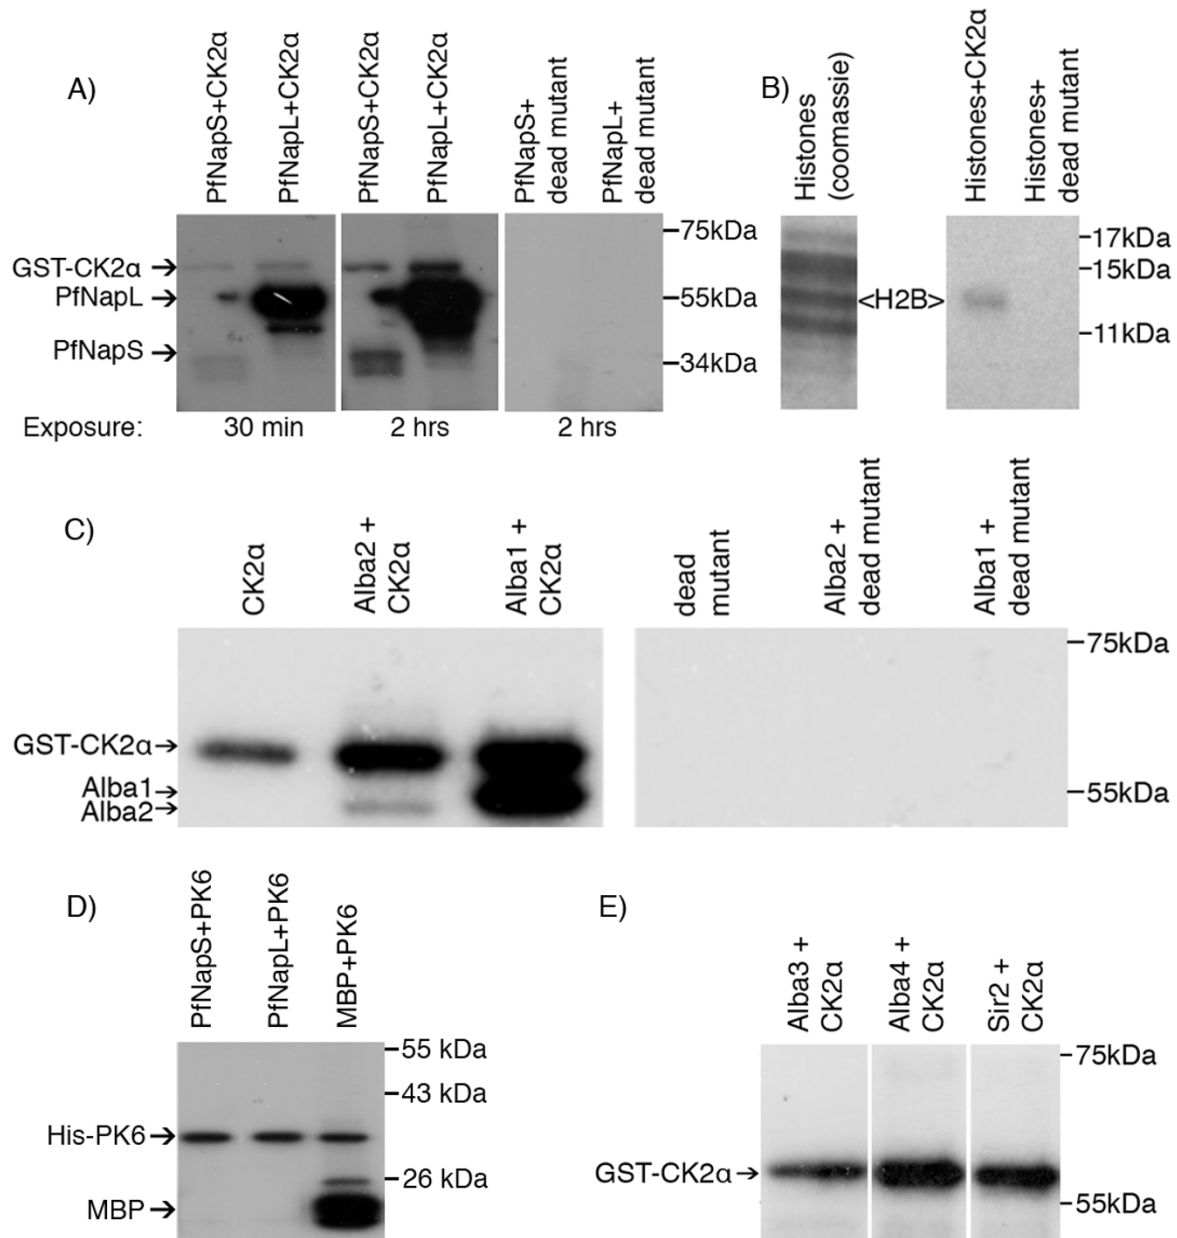 A)
PfNapS+CK2α
PfNapL+CK2α
PfNapS+CK2α
PfNapL+CK2α
PfNapS+
dead mutant
PfNapL+
dead mutant
GST-CK2α
PfNapL
PfNapS
75kDa
55kDa
34kDa
Exposure:
30 min
2 hrs
2 hrs
B)
Histones
(coomassie)
Histones+CK2α
Histones+
dead mutant
<H2B>
17kDa
15kDa
11kDa
C)
CK2α
Alba2 +
CK2α
Alba1 +
CK2α
dead
mutant
Alba2 +
dead mutant
Alba1 +
dead mutant
GST-CK2α
Alba1
Alba2
75kDa
55kDa
D)
PfNapS+PK6
PfNapL+PK6
MBP+PK6
His-PK6
MBP
55 kDa
43 kDa
26 kDa
E)
Alba3 +
CK2α
Alba4 +
CK2α
Sir2 +
CK2α
GST-CK2α
75kDa
55kDa